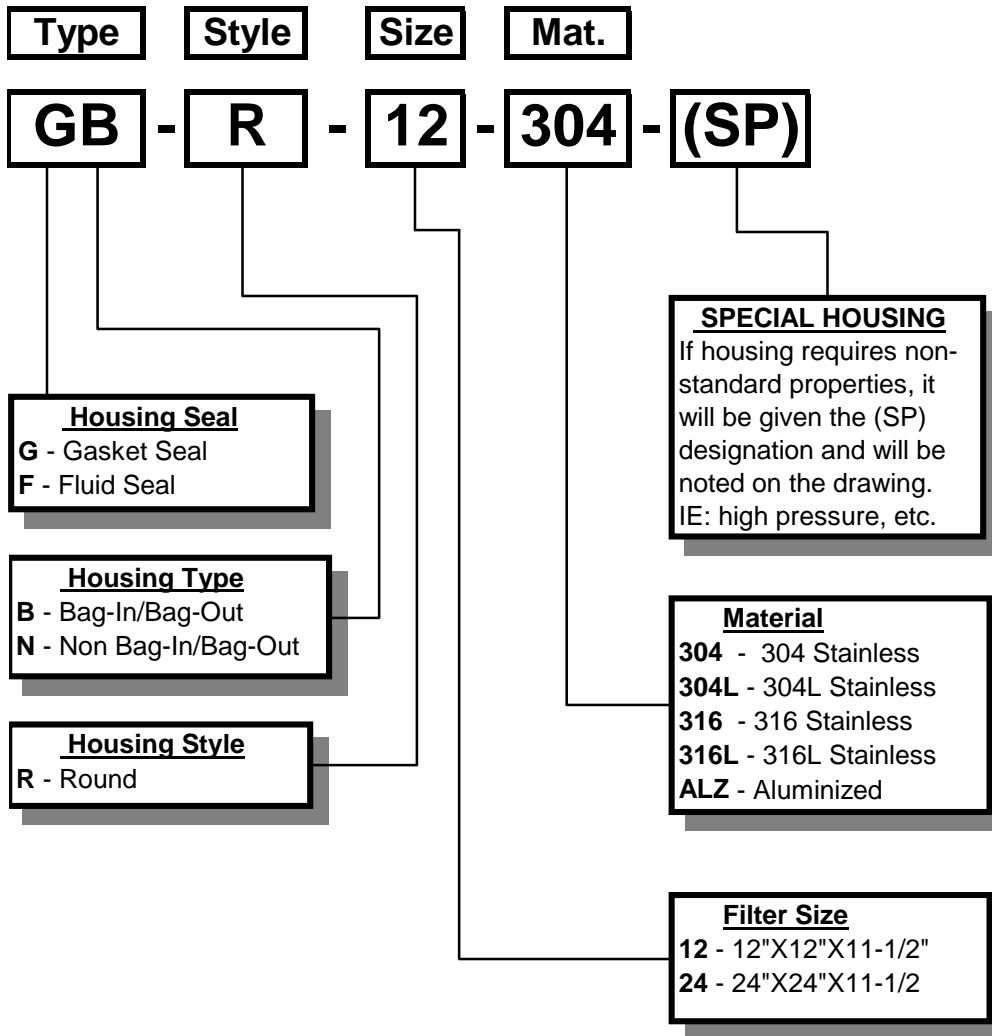 Type Style Size Mat.
GB - R - 12 - 304 - (SP)
SPECIAL HOUSING
If housing requires non-
standard properties, it
will be given the (SP)
designation and will be
noted on the drawing.
IE: high pressure, etc.
Housing Seal
G - Gasket Seal
F - Fluid Seal
Housing Type
B - Bag-In/Bag-Out
N - Non Bag-In/Bag-Out
Housing Style
R - Round
Material
304 - 304 Stainless
304L - 304L Stainless
316 - 316 Stainless
316L - 316L Stainless
ALZ - Aluminized
Filter Size
12 - 12"X12"X11-1/2"
24 - 24"X24"X11-1/2